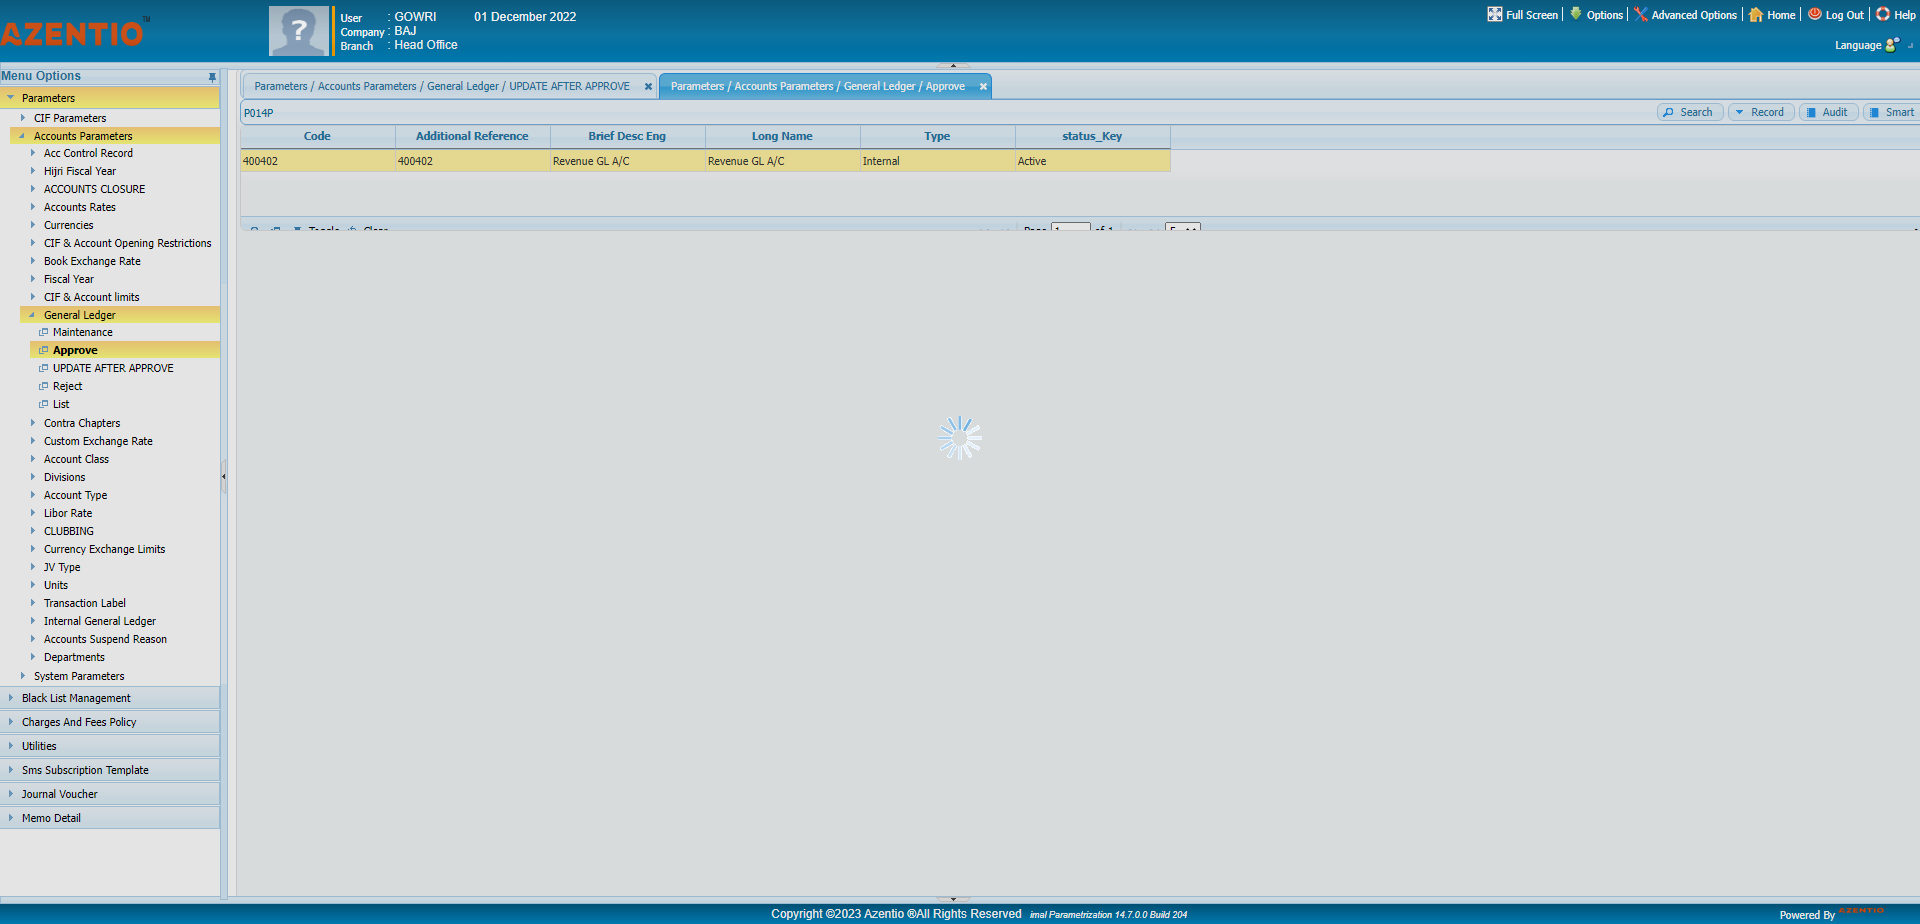 AZENTIO™
User : GOWRI 01 December 2022
Company : BAJ
Branch : Head Office
Full Screen Options Advanced Options Home Log Out Help
Language
Menu Options
Parameters
CIF Parameters
Accounts Parameters
Acc Control Record
Hijri Fiscal Year
ACCOUNTS CLOSURE
Accounts Rates
Currencies
CIF & Account Opening Restrictions
Book Exchange Rate
Fiscal Year
CIF & Account limits
General Ledger
Maintenance
Approve
UPDATE AFTER APPROVE
Reject
List
Contra Chapters
Custom Exchange Rate
Account Class
Divisions
Account Type
Libor Rate
CLUBBING
Currency Exchange Limits
JV Type
Units
Transaction Label
Internal General Ledger
Accounts Suspend Reason
Departments
System Parameters
Black List Management
Charges And Fees Policy
Utilities
Sms Subscription Template
Journal Voucher
Memo Detail
Parameters / Accounts Parameters / General Ledger / UPDATE AFTER APPROVE
Parameters / Accounts Parameters / General Ledger / Approve
P014P
Search Record Audit Smart
Code Additional Reference Brief Desc Eng Long Name Type status_Key
400402 400402 Revenue GL A/C Revenue GL A/C Internal Active
Toggle Clear Page 1 of 1 5
Copyright ©2023 Azentio ®All Rights Reserved imal Parametrization 14.7.0.0 Build 204
Powered By AZENTIO